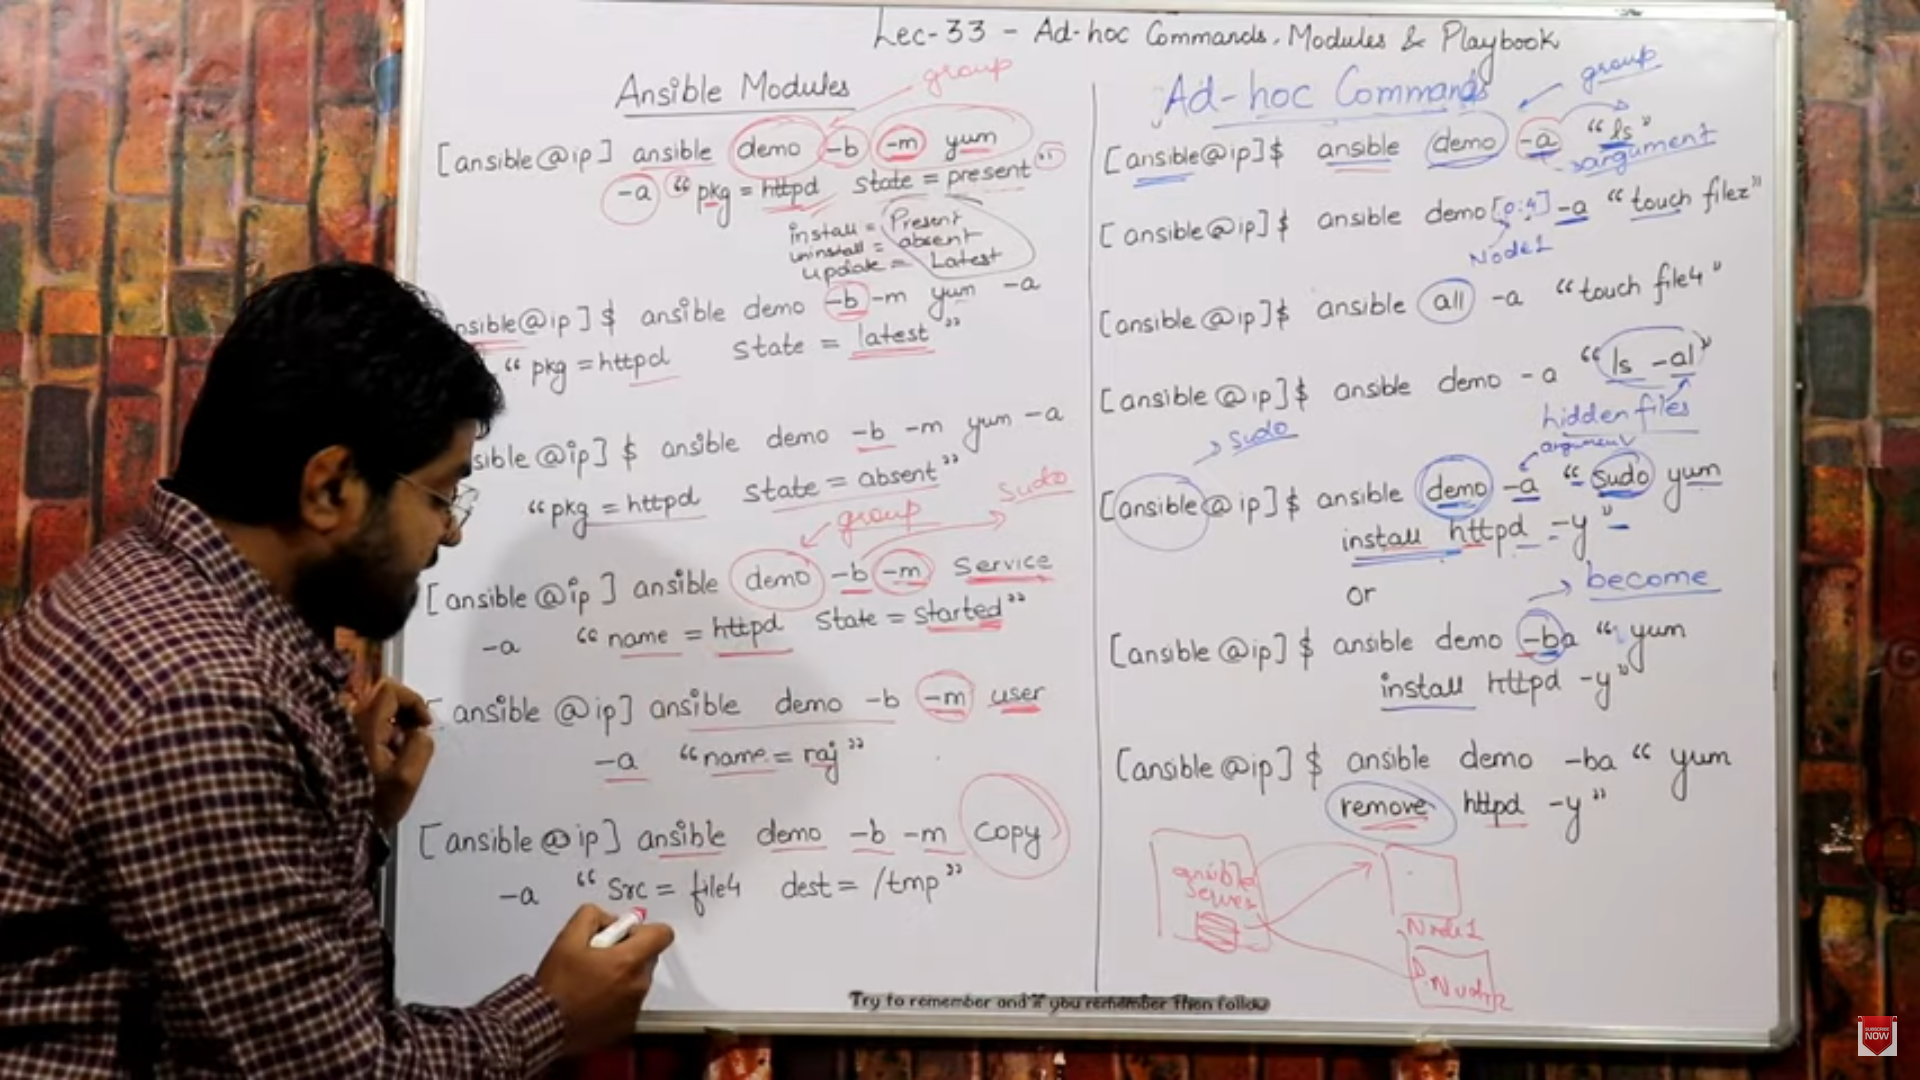 Lec-33 - Ad-hoc Commands, Modules & Playbook
Ansible Modules
group
[ansible@ip] ansible demo -b -m yum
-a “pkg = httpd state = present”
install = Present
uninstall = absent
update = Latest
ansible@ip]$ ansible demo -b -m yum -a
“pkg = httpd state = latest”
sible@ip]$ ansible demo -b -m yum -a
“pkg = httpd state = absent”
sudo
group
[ansible@ip] ansible demo -b -m service
-a “name = httpd state = started”
[ansible@ip] ansible demo -b -m user
-a “name = raj”
[ansible@ip] ansible demo -b -m copy
-a “src = file4 dest = /tmp”
Ad-hoc Commands
group
[ansible@ip]$ ansible demo -a “ls”
argument
[ansible@ip]$ ansible demo[0:4] -a “touch filez”
Node1
[ansible@ip]$ ansible all -a “touch file4”
[ansible@ip]$ ansible demo -a “ls -al”
hidden files
sudo
argument
[ansible@ip]$ ansible demo -a “sudo yum
install httpd -y”
or
become
[ansible@ip]$ ansible demo -ba “yum
install httpd -y”
[ansible@ip]$ ansible demo -ba “yum
remove httpd -y”
ansible
server
Node1
Try to remember and if you remember Then follow
SUBSCRIBE
NOW